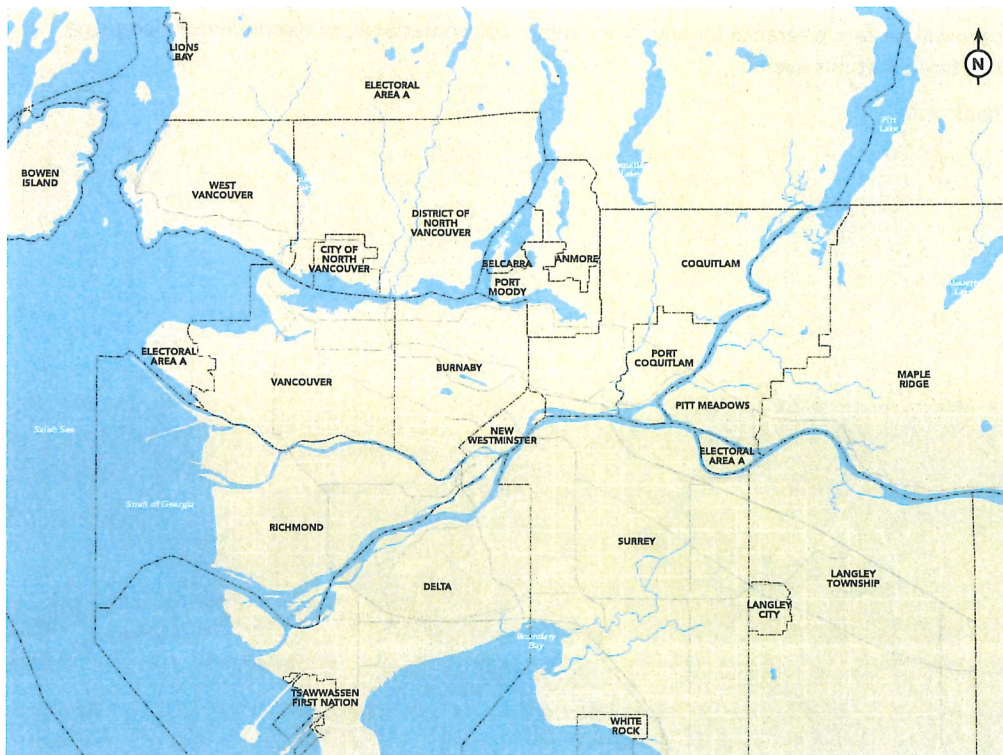 LIONS
BAY
N
ELECTORAL
AREA A
Pitt
Lake
BOWEN
ISLAND
WEST
VANCOUVER
DISTRICT OF
NORTH
VANCOUVER
CITY OF
NORTH
VANCOUVER
BELCARRA
ANMORE
COQUITLAM
PORT
MOODY
Lake
ELECTORAL
AREA A
VANCOUVER
BURNABY
PORT
COQUITLAM
MAPLE
RIDGE
PITT MEADOWS
Salish Sea
NEW
WESTMINSTER
ELECTORAL
AREA A
Strait of Georgia
RICHMOND
SURREY
DELTA
LANGLEY
TOWNSHIP
LANGLEY
CITY
Boundary
Bay
TSAWWASSEN
FIRST NATION
WHITE
ROCK